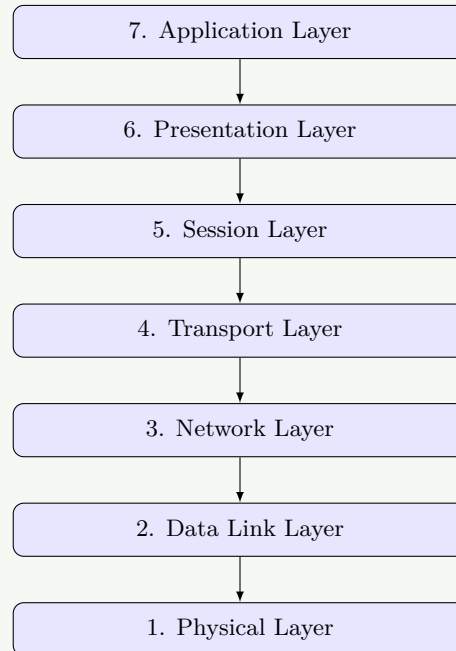 7. Application Layer
6. Presentation Layer
5. Session Layer
4. Transport Layer
3. Network Layer
2. Data Link Layer
1. Physical Layer